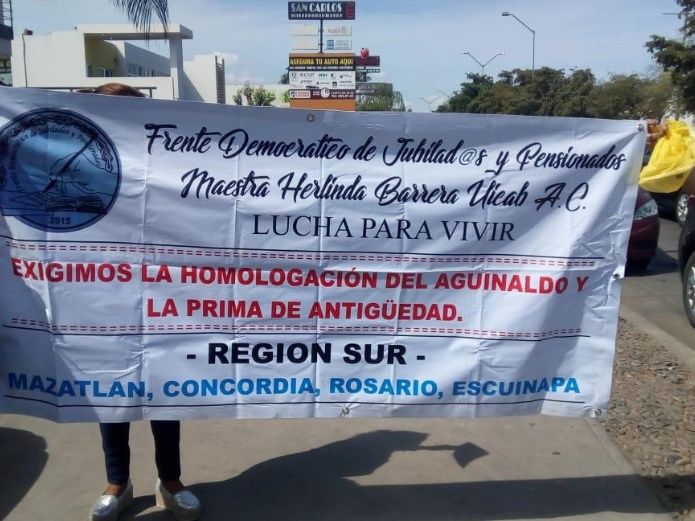 SAN CARLOS
ASEGURA TU AUTO AQUI
Frente Democratico de Jubilad@s y Pensionados
Maestra Herlinda Barrera Uicab A.C.
LUCHA PARA VIVIR
2015
EXIGIMOS LA HOMOLOGACIÓN DEL AGUINALDO Y
LA PRIMA DE ANTIGÜEDAD.
- REGION SUR -
MAZATLAN, CONCORDIA, ROSARIO, ESCUINAPA